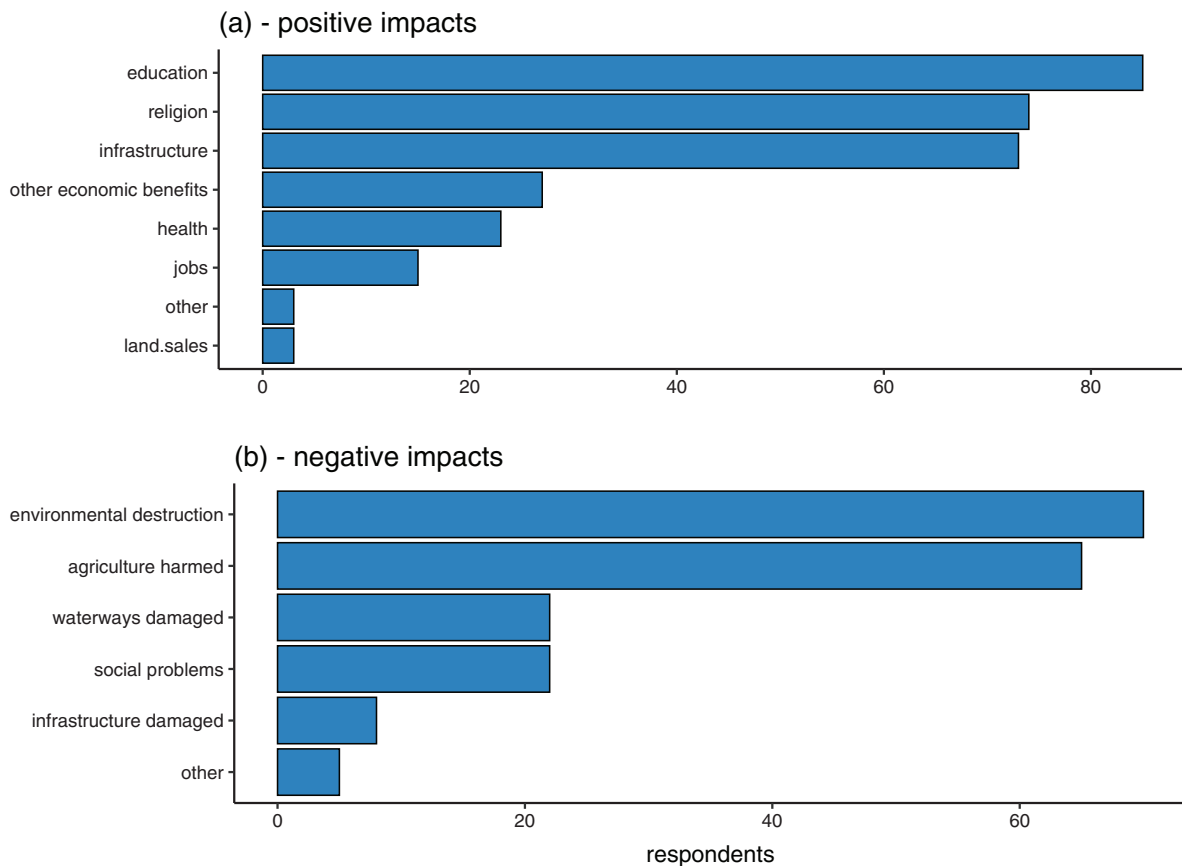 (a) - positive impacts
education
religion
infrastructure
other economic benefits
health
jobs
other
land.sales
0 20 40 60 80
(b) - negative impacts
environmental destruction
agriculture harmed
waterways damaged
social problems
infrastructure damaged
other
0 20 40 60
respondents